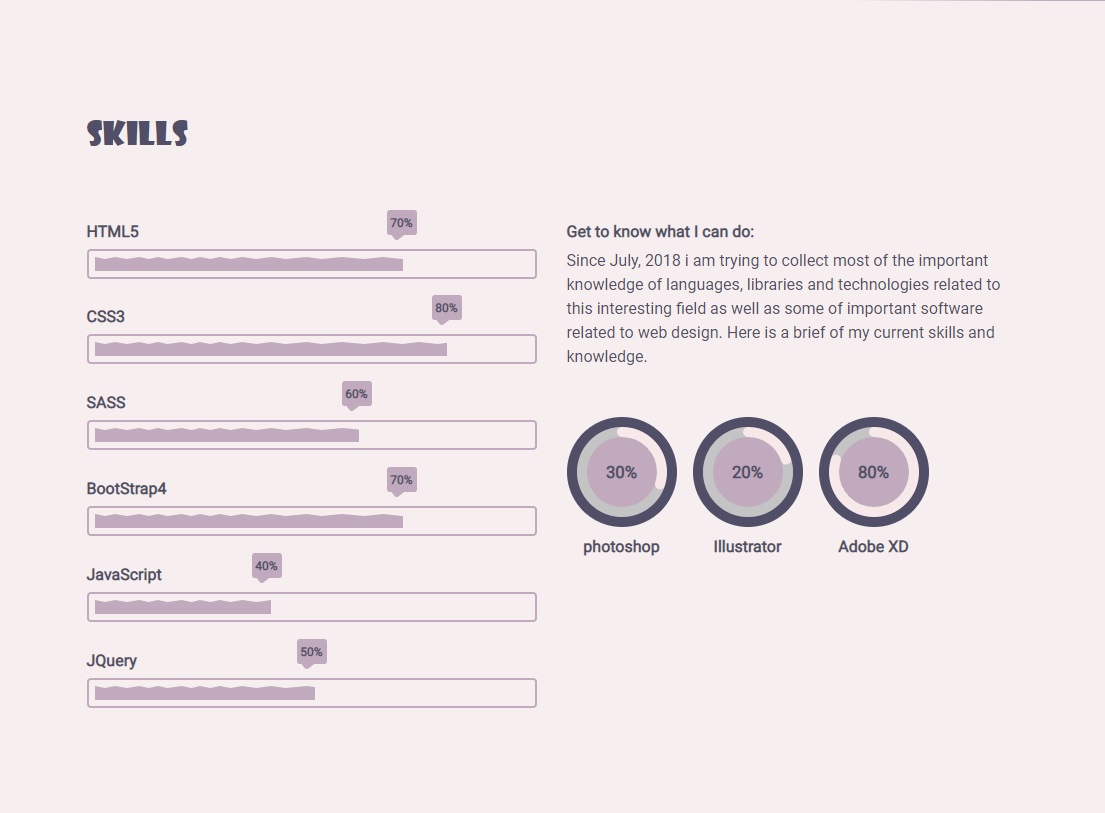 SKILLS
HTML5
70%
CSS3
80%
SASS
60%
BootStrap4
70%
JavaScript
40%
JQuery
50%
Get to know what I can do:
Since July, 2018 i am trying to collect most of the important
knowledge of languages, libraries and technologies related to
this interesting field as well as some of important software
related to web design. Here is a brief of my current skills and
knowledge.
30%
20%
80%
photoshop
Illustrator
Adobe XD